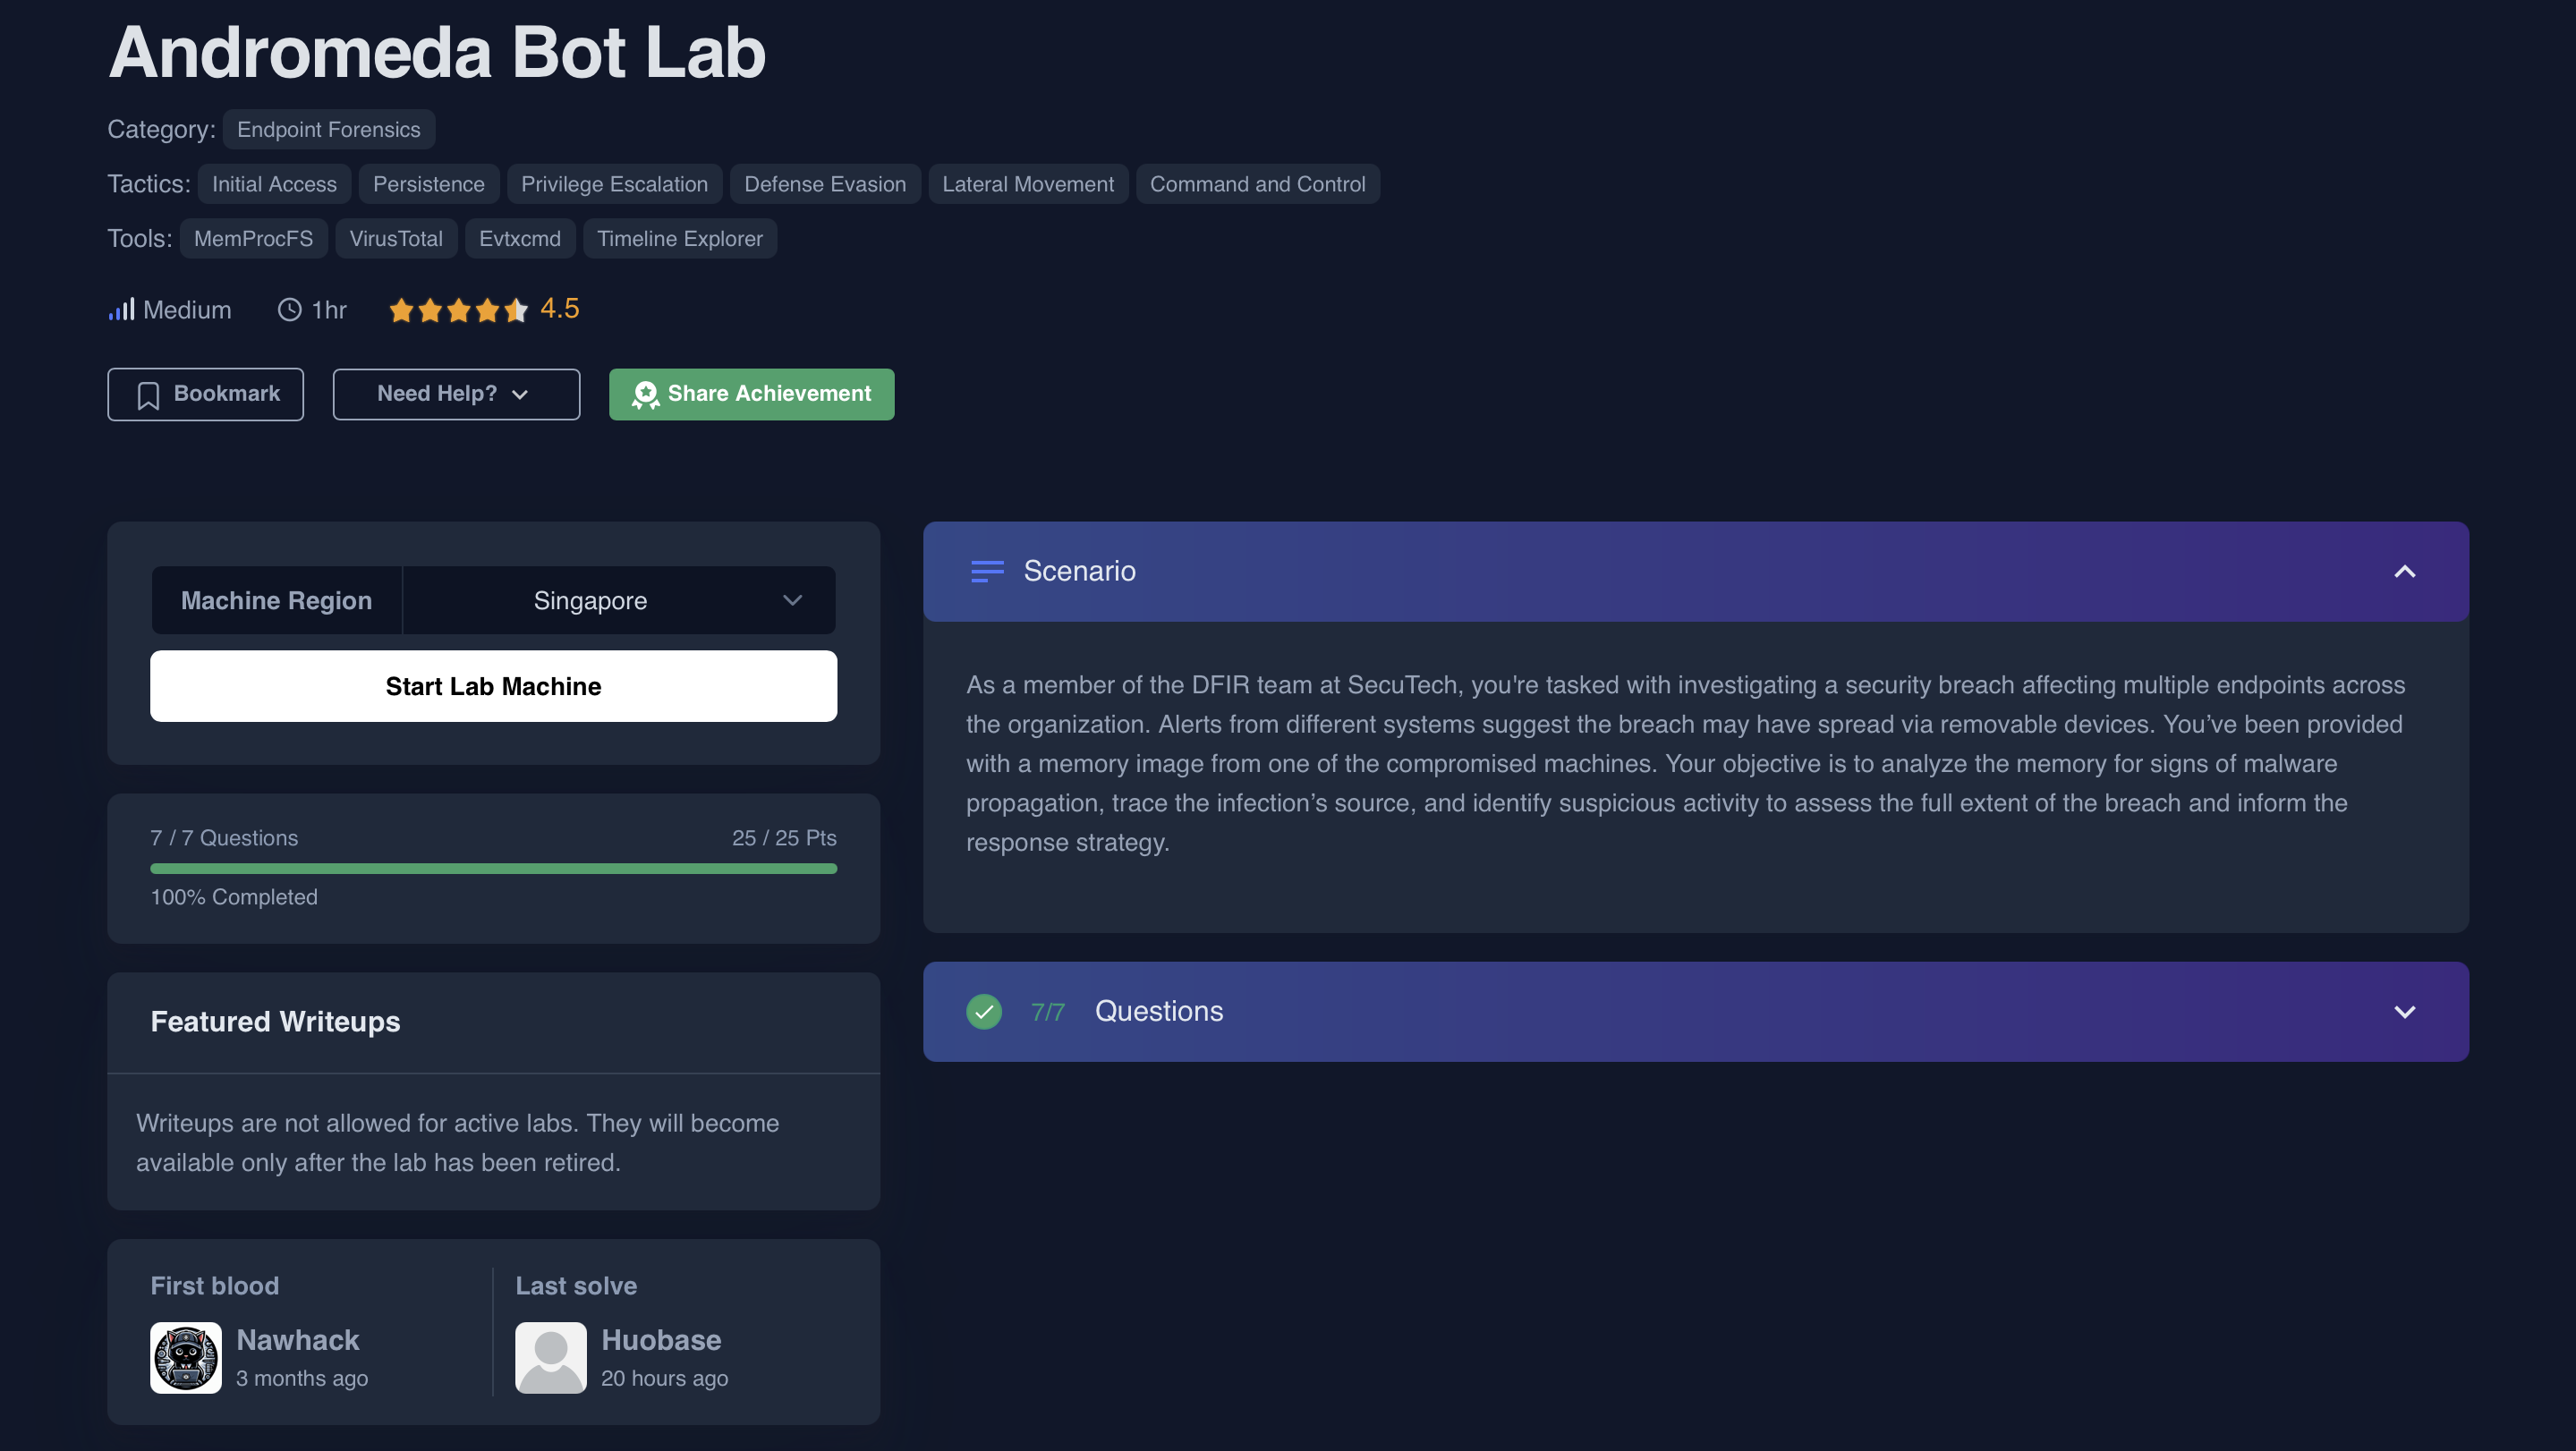 Andromeda Bot Lab
Category: Endpoint Forensics
Tactics: Initial Access Persistence Privilege Escalation Defense Evasion Lateral Movement Command and Control
Tools: MemProcFS VirusTotal Evtxcmd Timeline Explorer
Medium 1hr 4.5
Bookmark Need Help? Share Achievement
Machine Region Singapore
Start Lab Machine
7 / 7 Questions 25 / 25 Pts
100% Completed
Featured Writeups
Writeups are not allowed for active labs. They will become
available only after the lab has been retired.
First blood
Nawhack
3 months ago
Last solve
Huobase
20 hours ago
Scenario
As a member of the DFIR team at SecuTech, you're tasked with investigating a security breach affecting multiple endpoints across
the organization. Alerts from different systems suggest the breach may have spread via removable devices. You’ve been provided
with a memory image from one of the compromised machines. Your objective is to analyze the memory for signs of malware
propagation, trace the infection’s source, and identify suspicious activity to assess the full extent of the breach and inform the
response strategy.
7/7 Questions